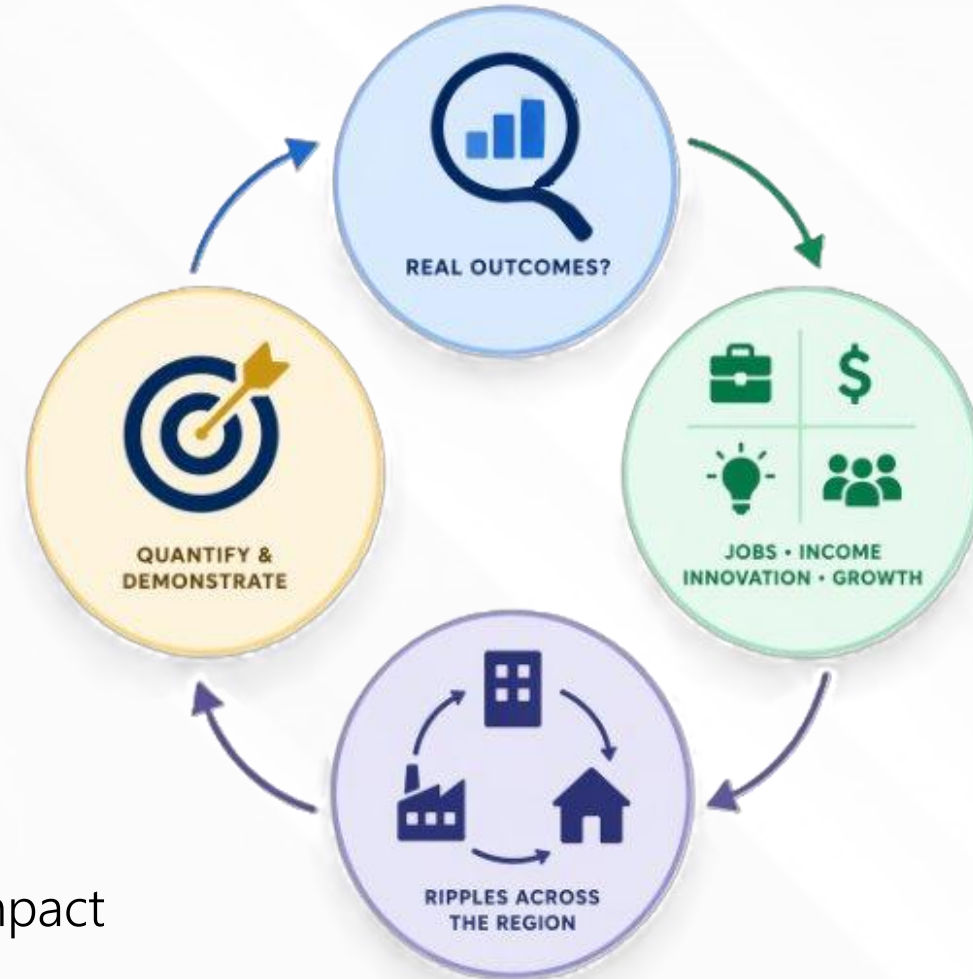 REAL OUTCOMES?
$
JOBS • INCOME
INNOVATION • GROWTH
QUANTIFY &
DEMONSTRATE
RIPPLES ACROSS
THE REGION